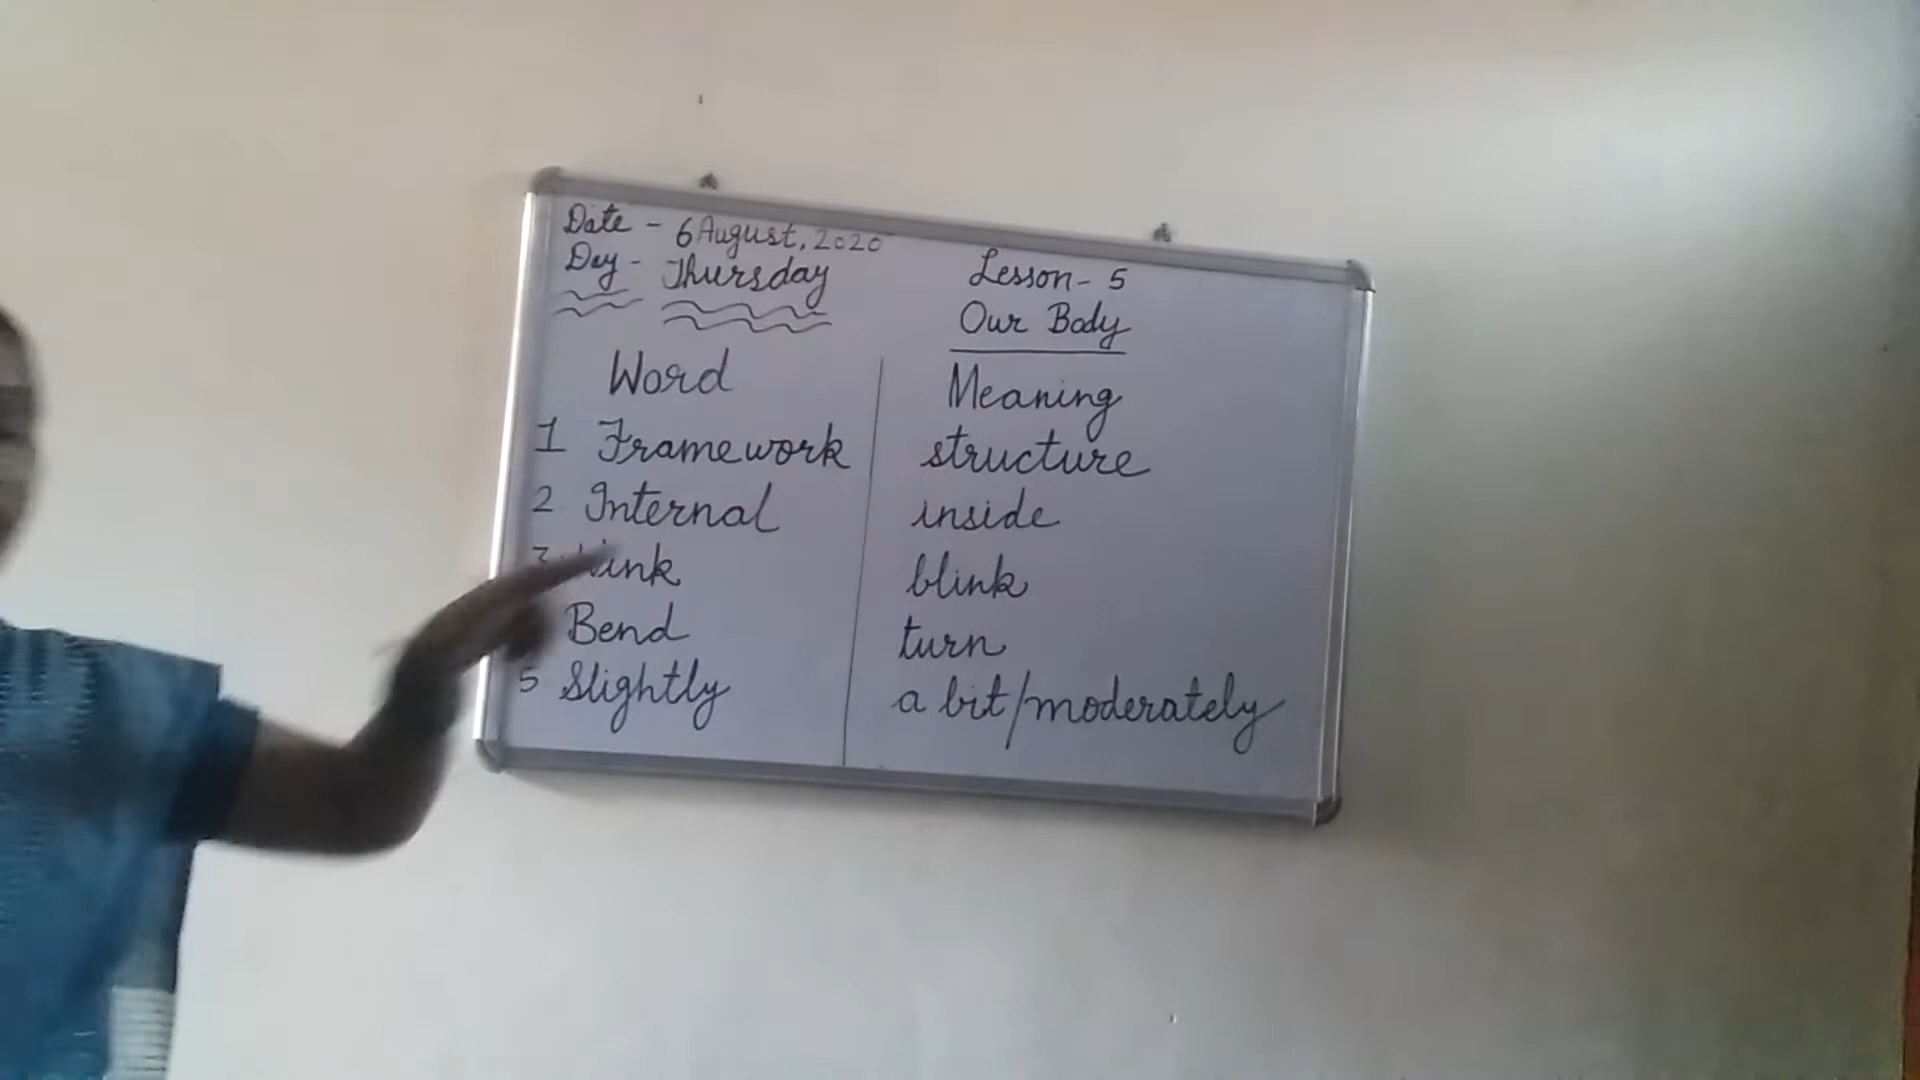 Date - 6 August, 2020
Day - Thursday
Lesson - 5
Our Body
Word Meaning
1 Framework structure
2 Internal inside
3 blink
Bend turn
5 Slightly a bit/moderately